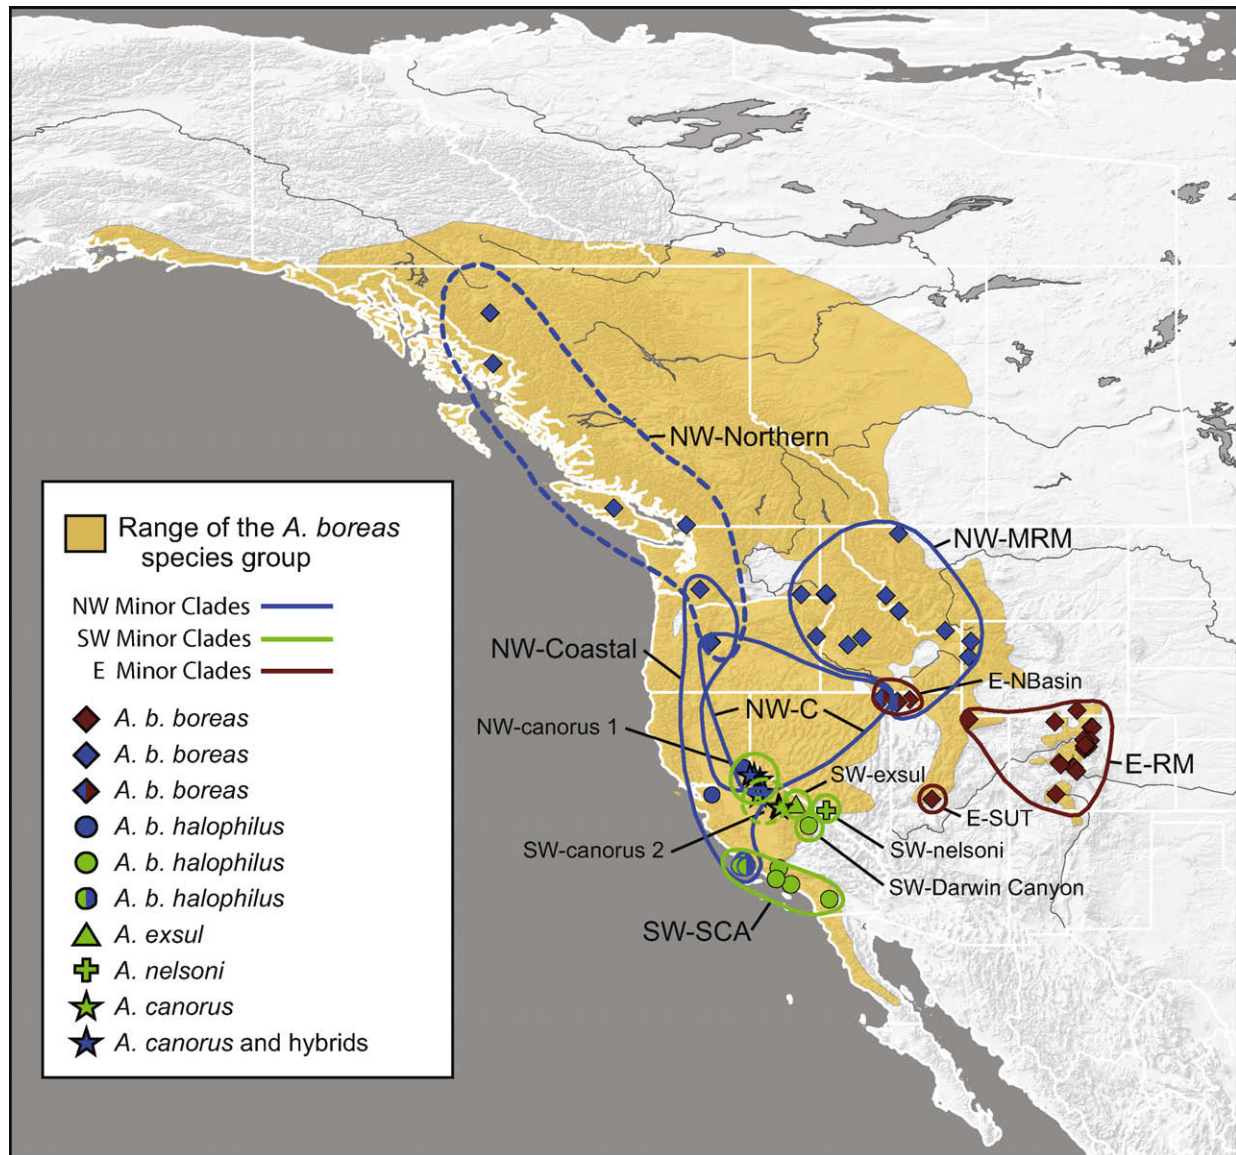 NW-Northern
NW-MRM
NW-Coastal
E-NBasin
NW-C
NW-canorus 1
E-RM
SW-exsul
E-SUT
SW-canorus 2
SW-nelsoni
SW-Darwin Canyon
SW-SCA
Range of the A. boreas
species group
NW Minor Clades
SW Minor Clades
E Minor Clades
A. b. boreas
A. b. boreas
A. b. boreas
A. b. halophilus
A. b. halophilus
A. b. halophilus
A. exsul
A. nelsoni
A. canorus
A. canorus and hybrids